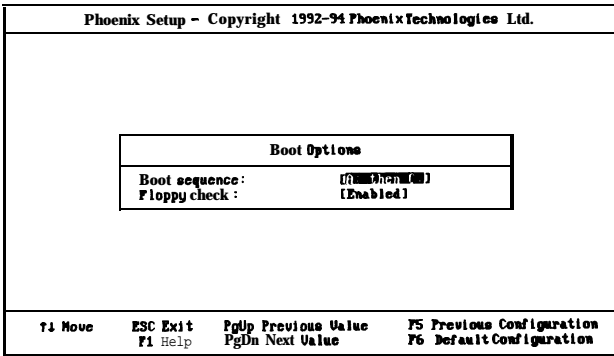 Phoenix Setup - Copyright 1992-94 Phoenix Technologies Ltd.
Boot Options
Boot sequence: [A: then C:]
Floppy check : [Enabled]
↑↓ Move ESC Exit PgUp Previous Value F5 Previous Configuration
F1 Help PgDn Next Value F6 Default Configuration